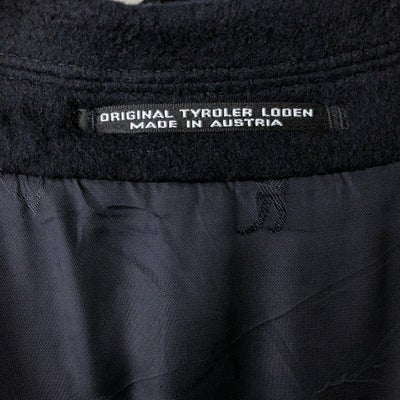 ORIGINAL TYROLER LODEN
MADE IN AUSTRIA